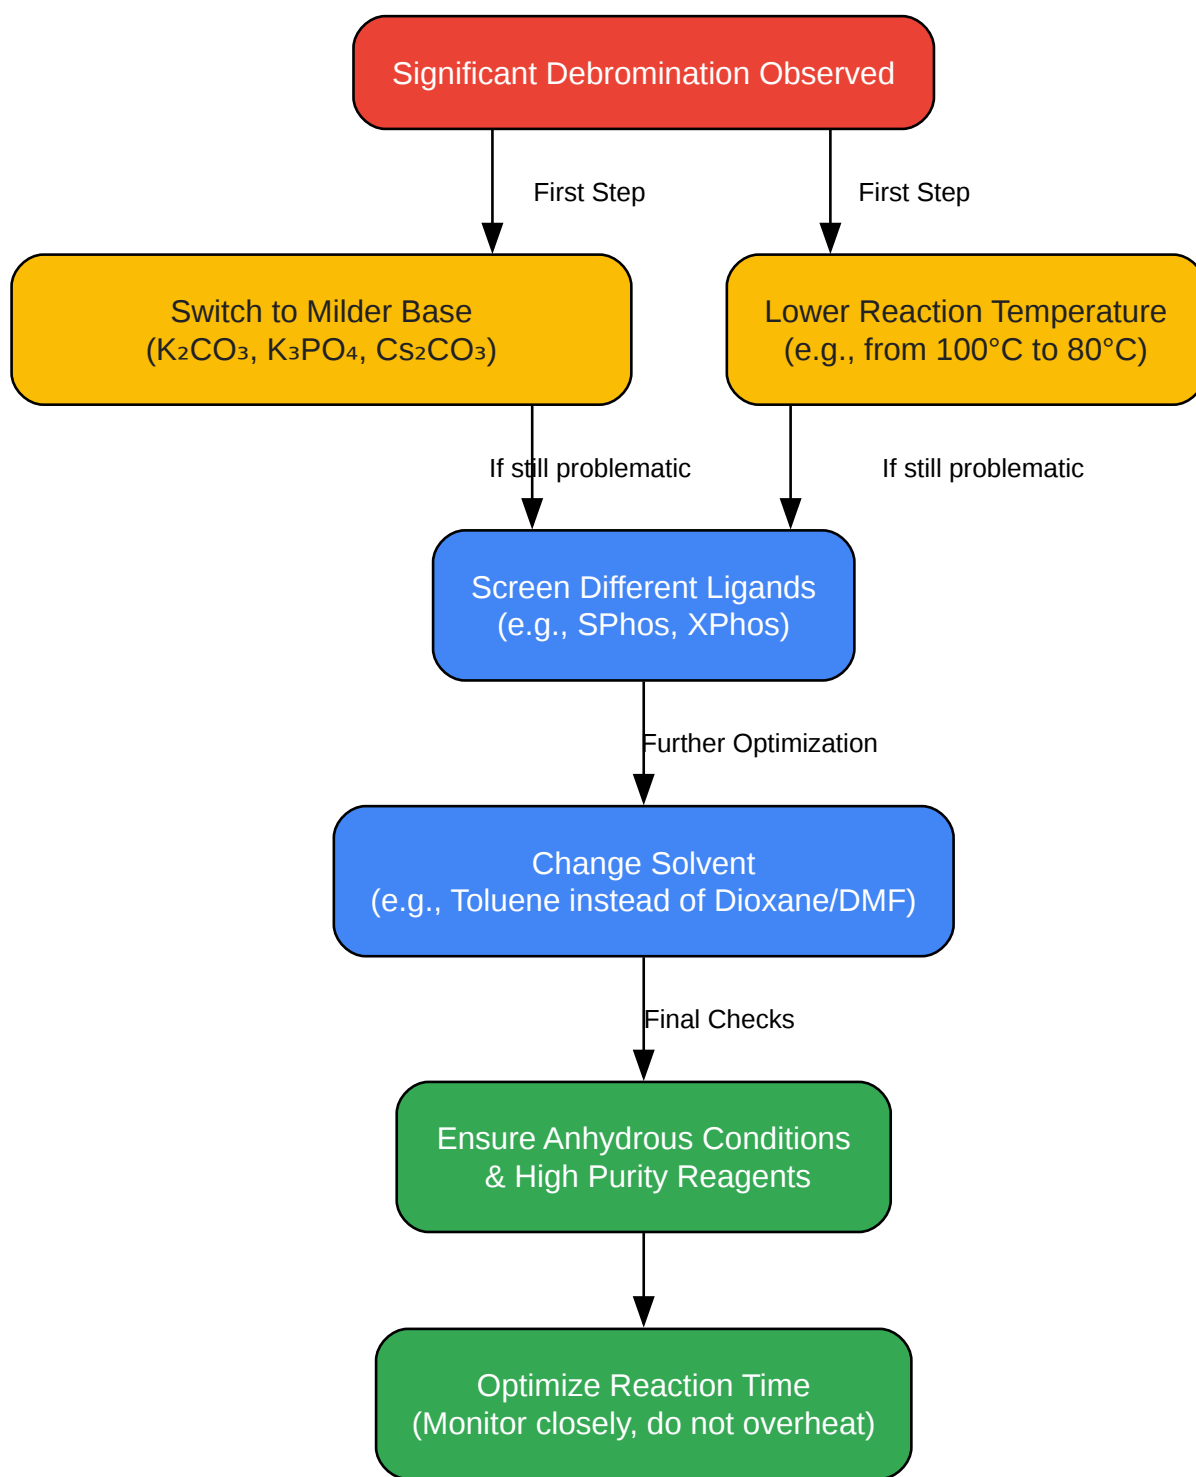 Significant Debromination Observed
First Step
First Step
Switch to Milder Base
(K₂CO₃, K₃PO₄, Cs₂CO₃)
Lower Reaction Temperature
(e.g., from 100°C to 80°C)
If still problematic
If still problematic
Screen Different Ligands
(e.g., SPhos, XPhos)
Further Optimization
Change Solvent
(e.g., Toluene instead of Dioxane/DMF)
Final Checks
Ensure Anhydrous Conditions
& High Purity Reagents
Optimize Reaction Time
(Monitor closely, do not overheat)